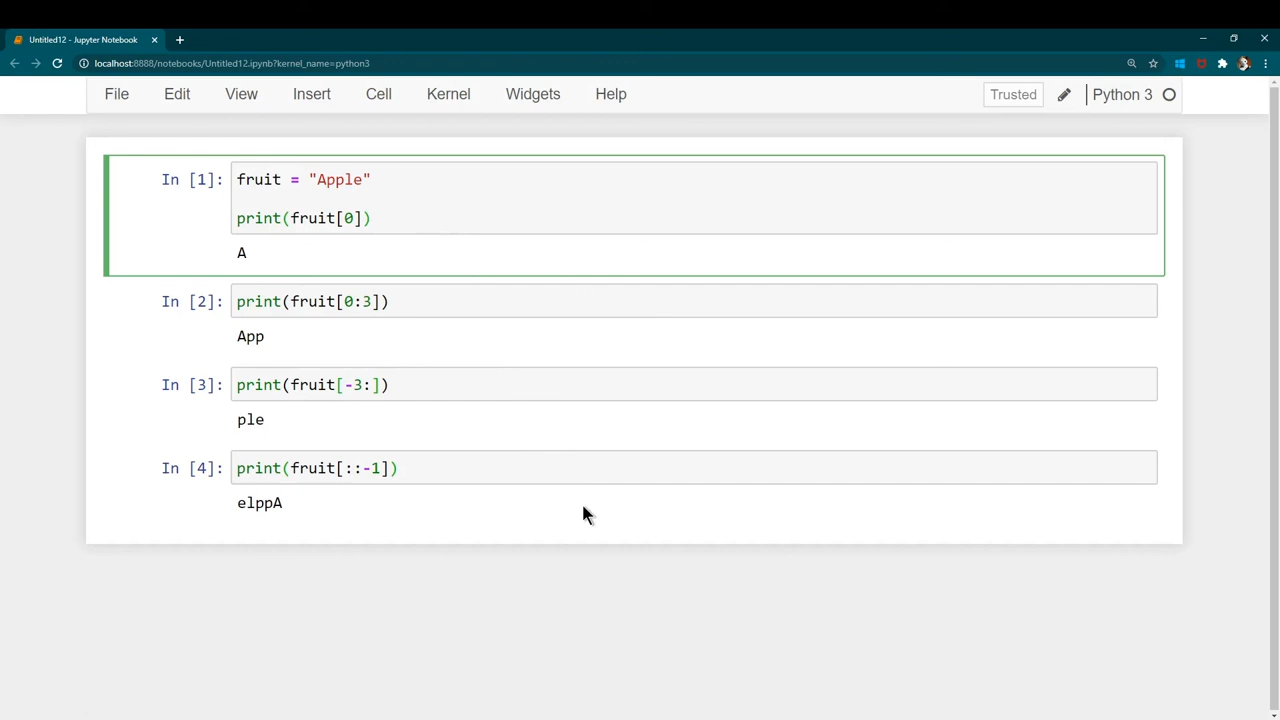 Untitled12 - Jupyter Notebook
localhost:8888/notebooks/Untitled12.ipynb?kernel_name=python3
File Edit View Insert Cell Kernel Widgets Help Trusted Python 3
In [1]: fruit = "Apple"
print(fruit[0])
A
In [2]: print(fruit[0:3])
App
In [3]: print(fruit[-3:])
ple
In [4]: print(fruit[::-1])
elppA